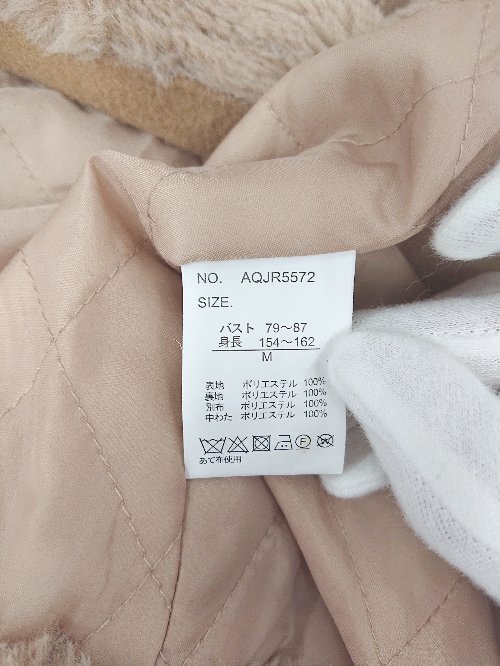 NO. AQJR5572
SIZE.
バスト 79〜87
身長 154〜162
M
表地 ポリエステル 100%
裏地 ポリエステル 100%
別布 ポリエステル 100%
中わた ポリエステル 100%
F
あて布使用